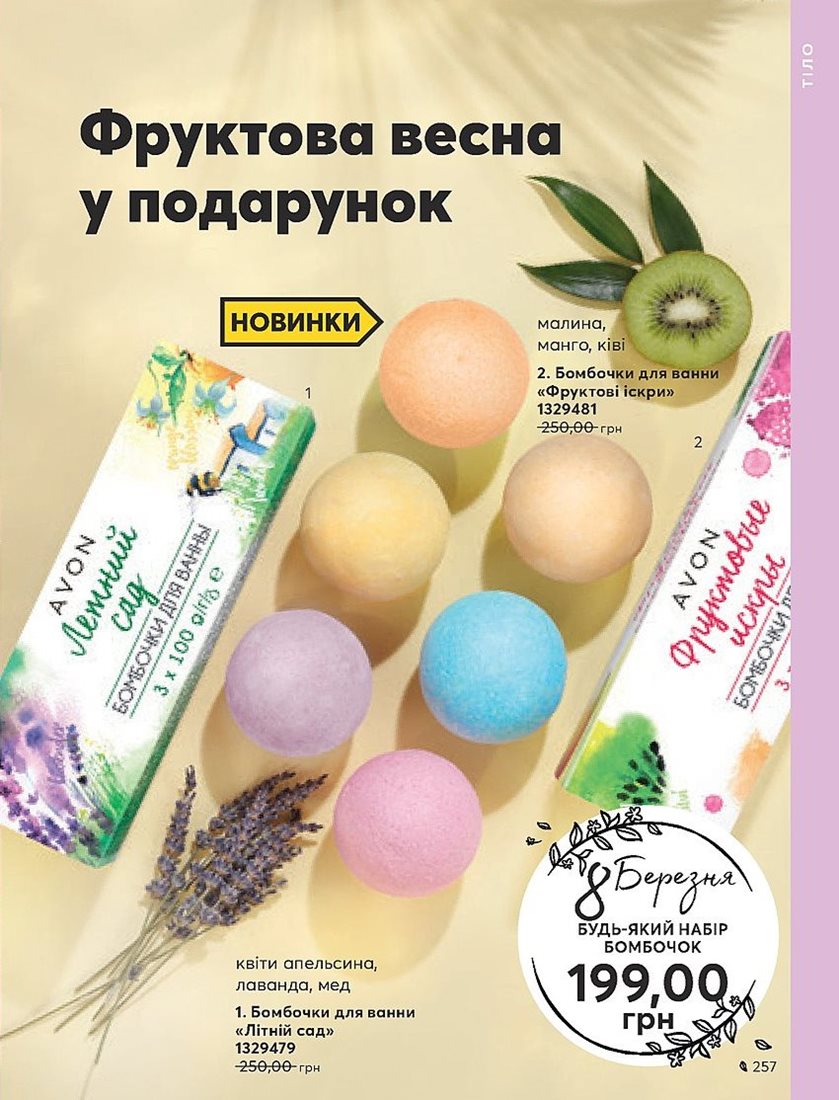 ТІЛО
Фруктова весна
у подарунок
НОВИНКИ
малина,
манго, ківі
2. Бомбочки для ванни
«Фруктові іскри»
1329481
250,00 грн
1
2
AVON
Летний
сад
БОМБОЧКИ ДЛЯ ВАННЫ
3 x 100 g/г/g e
AVON
Фруктовые
искры
БОМБОЧКИ
3
квіти апельсина,
лаванда, мед
1. Бомбочки для ванни
«Літній сад»
1329479
250,00 грн
8 Березня
БУДЬ-ЯКИЙ НАБІР
БОМБОЧОК
199,00
грн
257